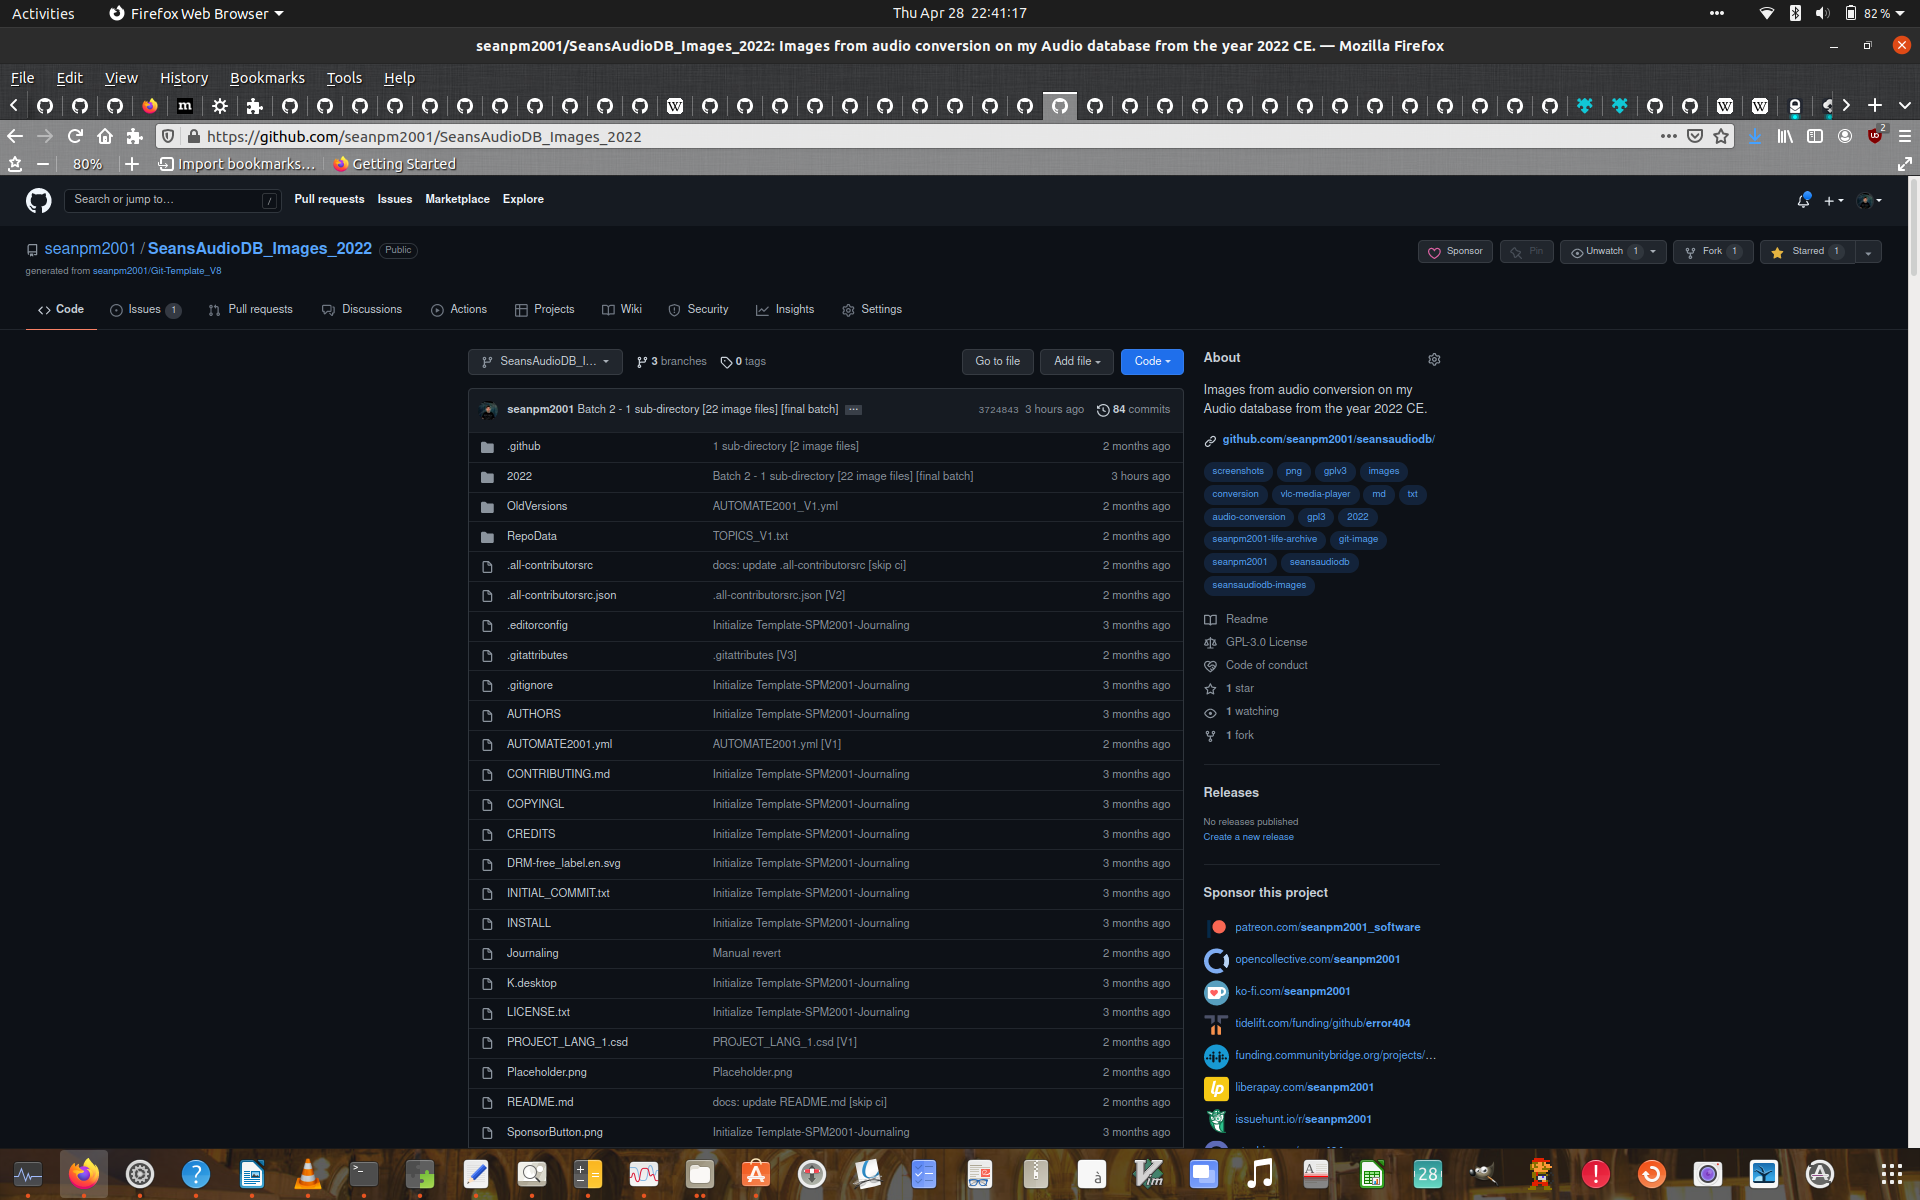 Activities
Firefox Web Browser
Thu Apr 28 22:41:17
82 %
seanpm2001/SeansAudioDB_Images_2022: Images from audio conversion on my Audio database from the year 2022 CE. — Mozilla Firefox
File Edit View History Bookmarks Tools Help
https://github.com/seanpm2001/SeansAudioDB_Images_2022
2
80% Import bookmarks... Getting Started
Search or jump to... / Pull requests Issues Marketplace Explore
seanpm2001 / SeansAudioDB_Images_2022 Public
Sponsor Pin Unwatch 1 Fork 1 Starred 1
generated from seanpm2001/Git-Template_V8
Code Issues 1 Pull requests Discussions Actions Projects Wiki Security Insights Settings
SeansAudioDB_I... 3 branches 0 tags Go to file Add file Code
seanpm2001 Batch 2 - 1 sub-directory [22 image files] [final batch] ... 3724843 3 hours ago 84 commits
.github 1 sub-directory [2 image files] 2 months ago
2022 Batch 2 - 1 sub-directory [22 image files] [final batch] 3 hours ago
OldVersions AUTOMATE2001_V1.yml 2 months ago
RepoData TOPICS_V1.txt 2 months ago
.all-contributorsrc docs: update .all-contributorsrc [skip ci] 2 months ago
.all-contributorsrc.json .all-contributorsrc.json [V2] 2 months ago
.editorconfig Initialize Template-SPM2001-Journaling 3 months ago
.gitattributes .gitattributes [V3] 2 months ago
.gitignore Initialize Template-SPM2001-Journaling 3 months ago
AUTHORS Initialize Template-SPM2001-Journaling 3 months ago
AUTOMATE2001.yml AUTOMATE2001.yml [V1] 2 months ago
CONTRIBUTING.md Initialize Template-SPM2001-Journaling 3 months ago
COPYINGL Initialize Template-SPM2001-Journaling 3 months ago
CREDITS Initialize Template-SPM2001-Journaling 3 months ago
DRM-free_label.en.svg Initialize Template-SPM2001-Journaling 3 months ago
INITIAL_COMMIT.txt Initialize Template-SPM2001-Journaling 3 months ago
INSTALL Initialize Template-SPM2001-Journaling 3 months ago
Journaling Manual revert 2 months ago
K.desktop Initialize Template-SPM2001-Journaling 3 months ago
LICENSE.txt Initialize Template-SPM2001-Journaling 3 months ago
PROJECT_LANG_1.csd PROJECT_LANG_1.csd [V1] 2 months ago
Placeholder.png Placeholder.png 2 months ago
README.md docs: update README.md [skip ci] 2 months ago
SponsorButton.png Initialize Template-SPM2001-Journaling 3 months ago
About
Images from audio conversion on my
Audio database from the year 2022 CE.
github.com/seanpm2001/seansaudiodb/
screenshots png gplv3 images
conversion vlc-media-player md txt
audio-conversion gpl3 2022
seanpm2001-life-archive git-image
seanpm2001 seansaudiodb
seansaudiodb-images
Readme
GPL-3.0 License
Code of conduct
1 star
1 watching
1 fork
Releases
No releases published
Create a new release
Sponsor this project
patreon.com/seanpm2001_software
opencollective.com/seanpm2001
ko-fi.com/seanpm2001
tidelift.com/funding/github/error404
funding.communitybridge.org/projects/...
liberapay.com/seanpm2001
issuehunt.io/r/seanpm2001
28